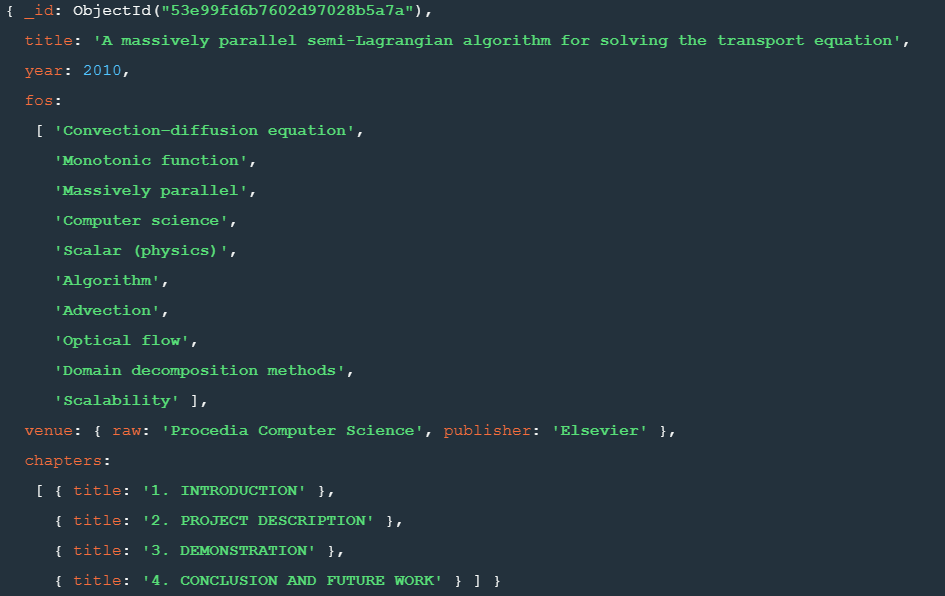 { _id: ObjectId("53e99fd6b7602d97028b5a7a"),
title: 'A massively parallel semi-Lagrangian algorithm for solving the transport equation',
year: 2010,
fos:
[ 'Convection-diffusion equation',
'Monotonic function',
'Massively parallel',
'Computer science',
'Scalar (physics)',
'Algorithm',
'Advection',
'Optical flow',
'Domain decomposition methods',
'Scalability' ],
venue: { raw: 'Procedia Computer Science', publisher: 'Elsevier' },
chapters:
[ { title: '1. INTRODUCTION' },
{ title: '2. PROJECT DESCRIPTION' },
{ title: '3. DEMONSTRATION' },
{ title: '4. CONCLUSION AND FUTURE WORK' } ] }